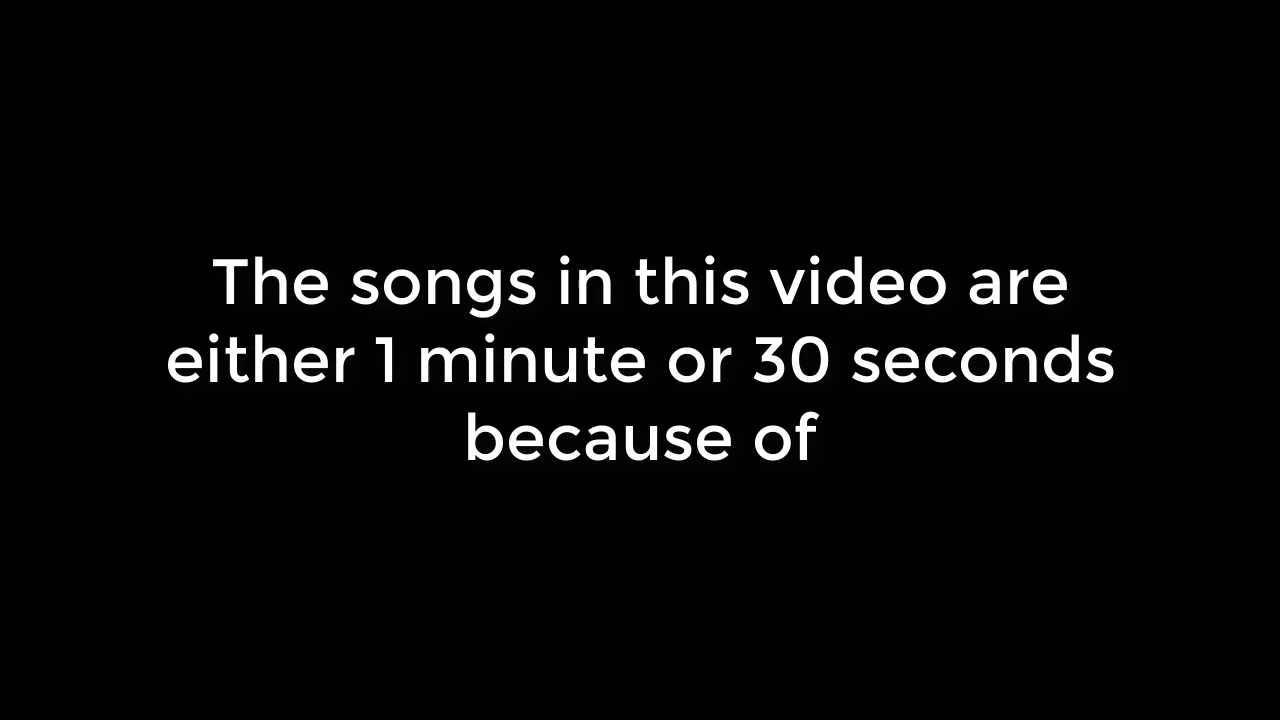 The songs in this video are
either 1 minute or 30 seconds
because of